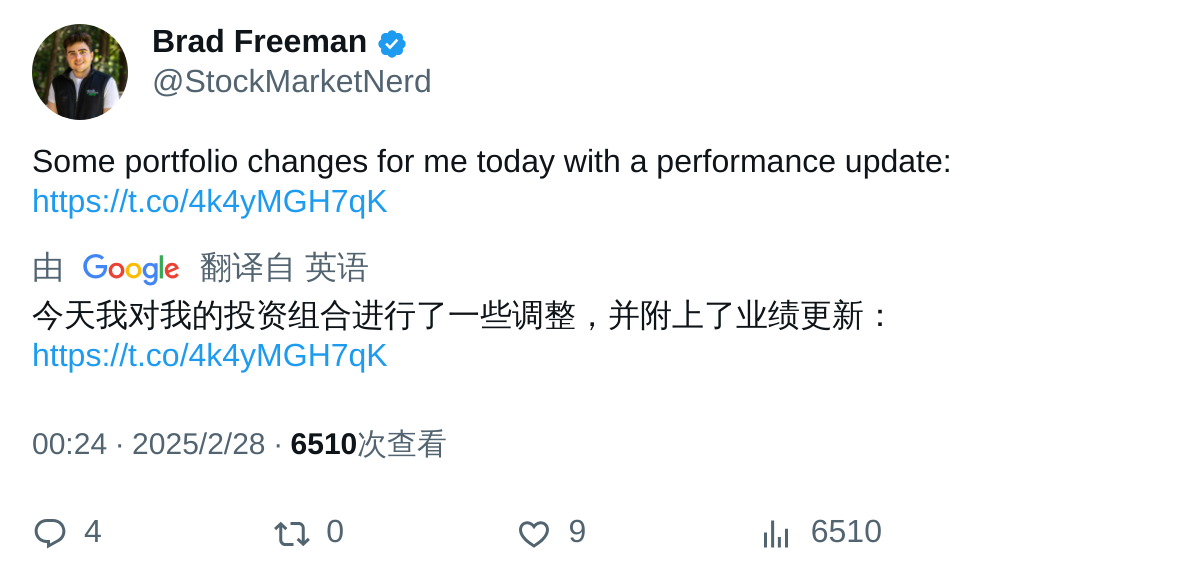 Brad Freeman
@StockMarketNerd
Some portfolio changes for me today with a performance update:
https://t.co/4k4yMGH7qK
由 Google 翻译自 英语
今天我对我的投资组合进行了一些调整，并附上了业绩更新：
https://t.co/4k4yMGH7qK
00:24 · 2025/2/28 · 6510次查看
4 0 9 6510